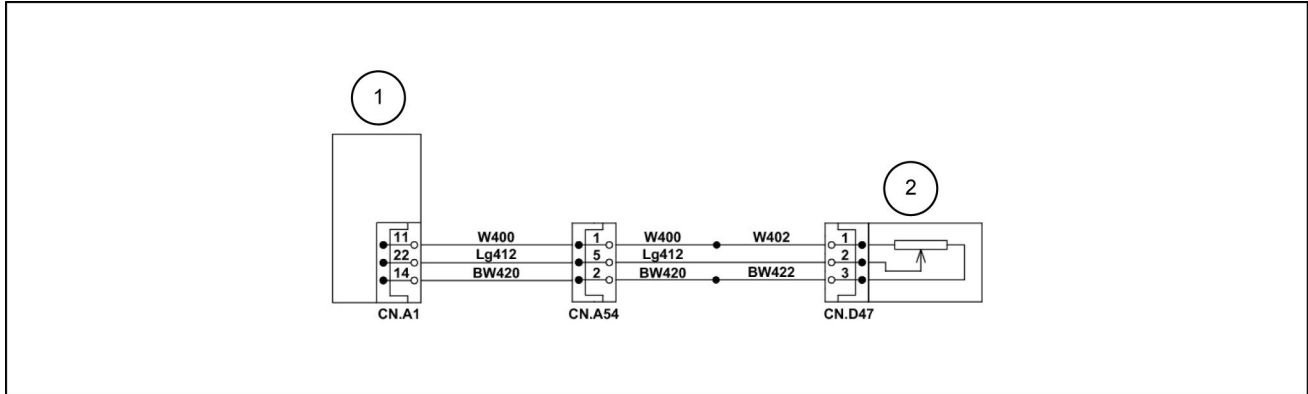 1
2
11 W400 1 W400 W402 1
22 Lg412 5 Lg412 2
14 BW420 2 BW420 BW422 3
CN.A1 CN.A54 CN.D47